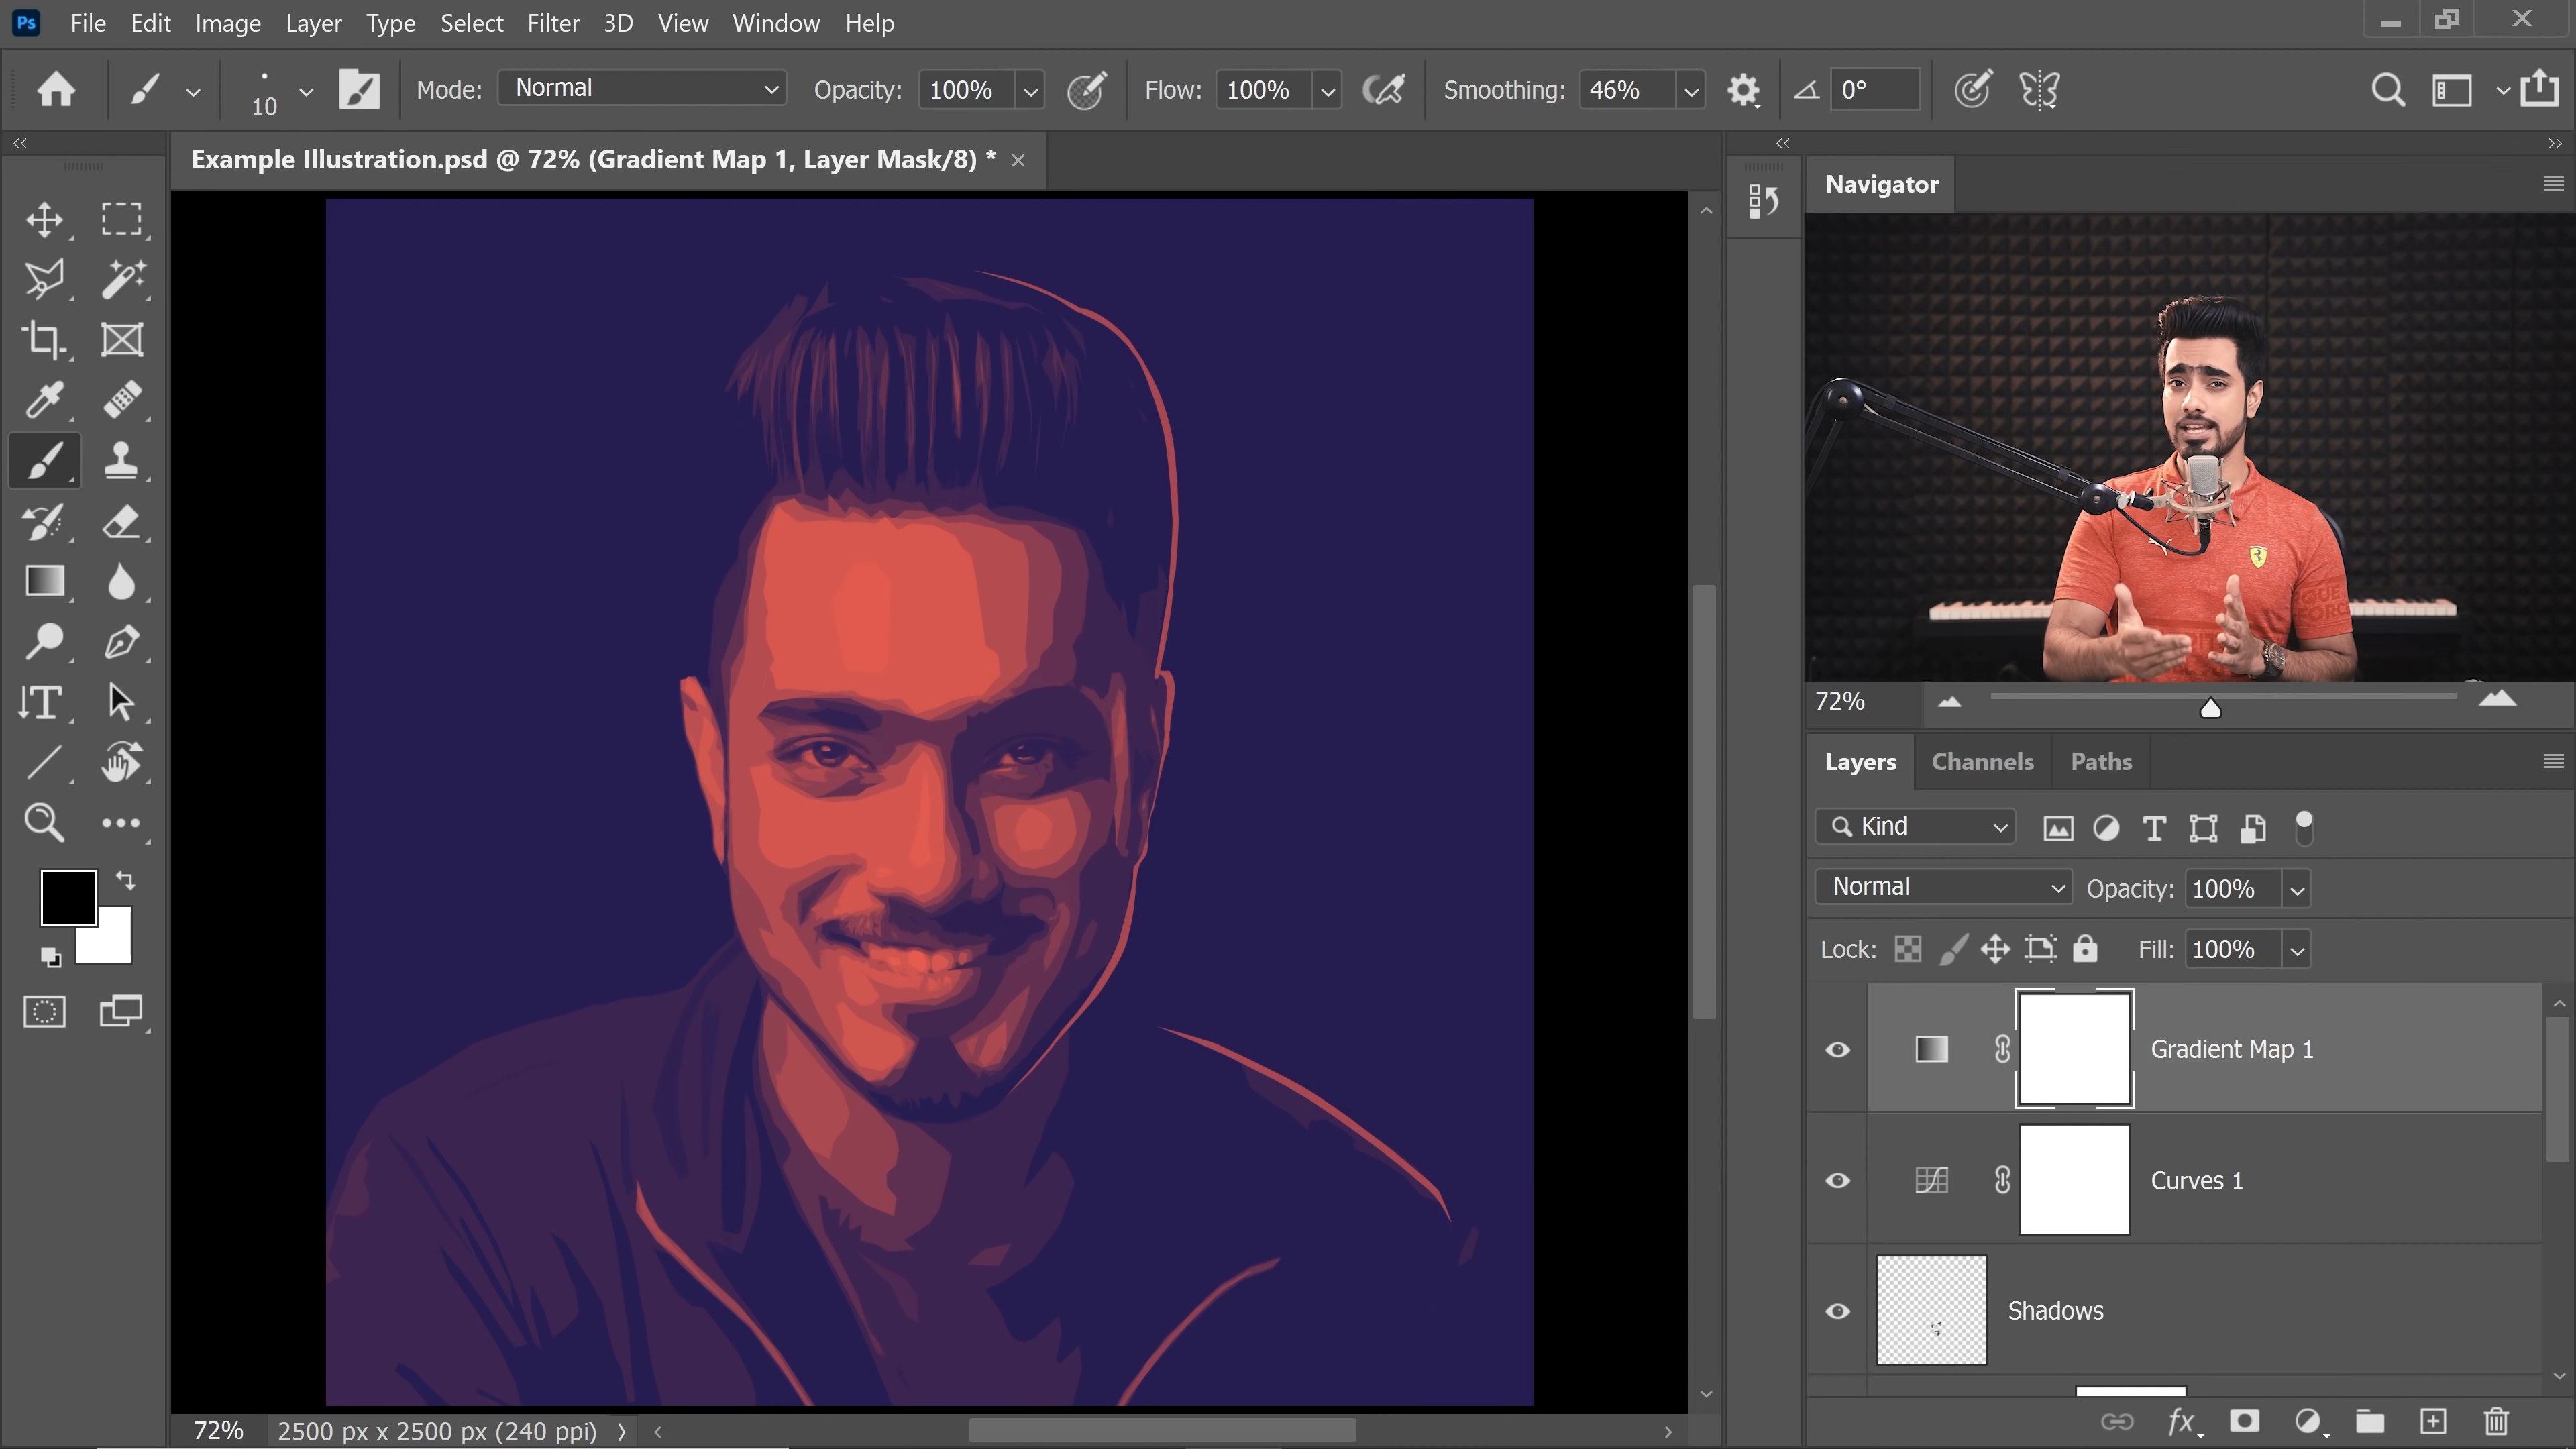 Ps File Edit Image Layer Type Select Filter 3D View Window Help
10 Mode: Normal Opacity: 100% Flow: 100% Smoothing: 46% 0°
Example Illustration.psd @ 72% (Gradient Map 1, Layer Mask/8) * ×
Navigator
72%
Layers Channels Paths
Kind
Normal Opacity: 100%
Lock: Fill: 100%
Gradient Map 1
Curves 1
Shadows
fx
72% 2500 px x 2500 px (240 ppi)